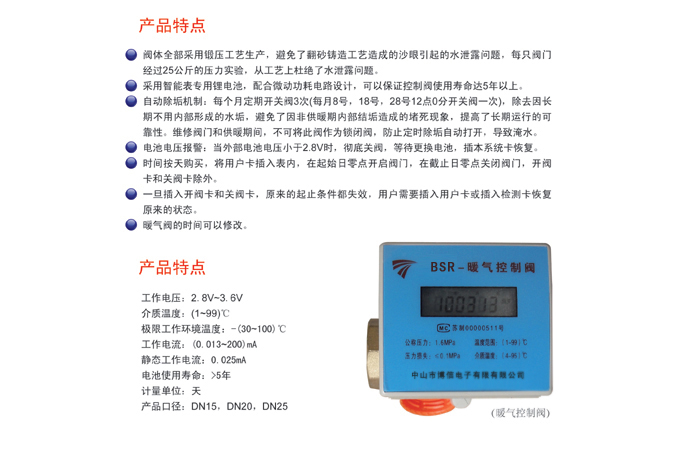 产品特点
阀体全部采用锻压工艺生产，避免了翻砂铸造工艺造成的沙眼引起的水泄露问题，每只阀门
经过25公斤的压力实验，从工艺上杜绝了水泄露问题。
采用智能表专用锂电池，配合微动功耗电路设计，可以保证控制阀使用寿命达5年以上。
自动除垢机制：每个月定期开关阀3次(每月8号，18号，28号12点0分开关阀一次)，除去因长
期不用内部形成的水垢，避免了因非供暖期内部结垢造成的堵死现象，提高了长期运行的可
靠性。维修阀门和供暖期间，不可将此阀作为锁闭阀，防止定时除垢自动打开，导致淹水。
电池电压报警：当外部电池电压小于2.8V时，彻底关阀，等待更换电池，插本系统卡恢复。
时间按天购买，将用户卡插入表内，在起始日零点开启阀门，在截止日零点关闭阀门，开阀
卡和关阀卡除外。
一旦插入开阀卡和关阀卡，原来的起止条件都失效，用户需要插入用户卡或插入检测卡恢复
原来的状态。
暖气阀的时间可以修改。
产品特点
工作电压：2.8V~3.6V
介质温度：(1~99)℃
极限工作环境温度：-(30~100)℃
工作电流：(0.013~200)mA
静态工作电流：0.025mA
电池使用寿命：>5年
计量单位：天
产品口径：DN15，DN20，DN25
BSR-暖气控制阀
100313
MC 苏制00000511号
公称压力：1.6MPa 温度范围：(1-99)℃
压力损失：≤0.1MPa 介质温度：(4-95)℃
中山市博信电子有限有限公司
(暖气控制阀)